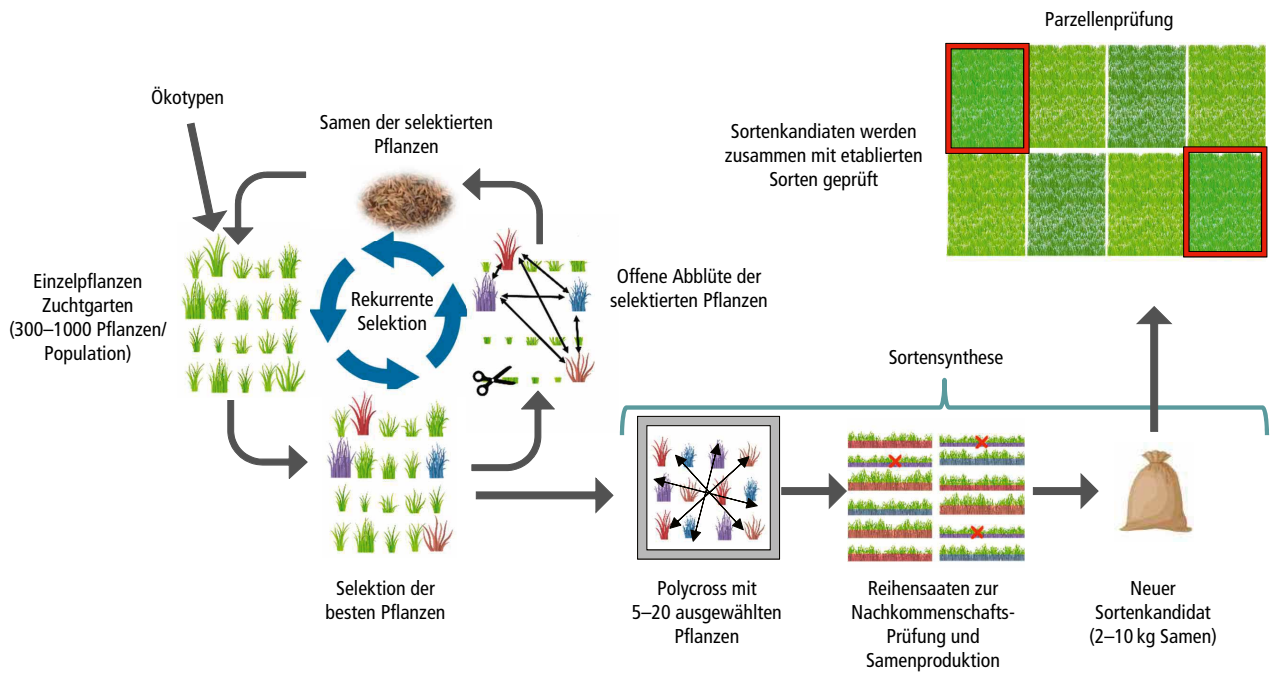 Parzellenprüfung
Ökotypen
Samen der selektierten
Pflanzen
Sortenkandiaten werden
zusammen mit etablierten
Sorten geprüft
Einzelpflanzen
Zuchtgarten
(300–1000 Pflanzen/
Population)
Rekurrente
Selektion
Offene Abblüte der
selektierten Pflanzen
Sortensynthese
Selektion der
besten Pflanzen
Polycross mit
5–20 ausgewählten
Pflanzen
Reihensaaten zur
Nachkommenschafts-
Prüfung und
Samenproduktion
Neuer
Sortenkandidat
(2–10 kg Samen)